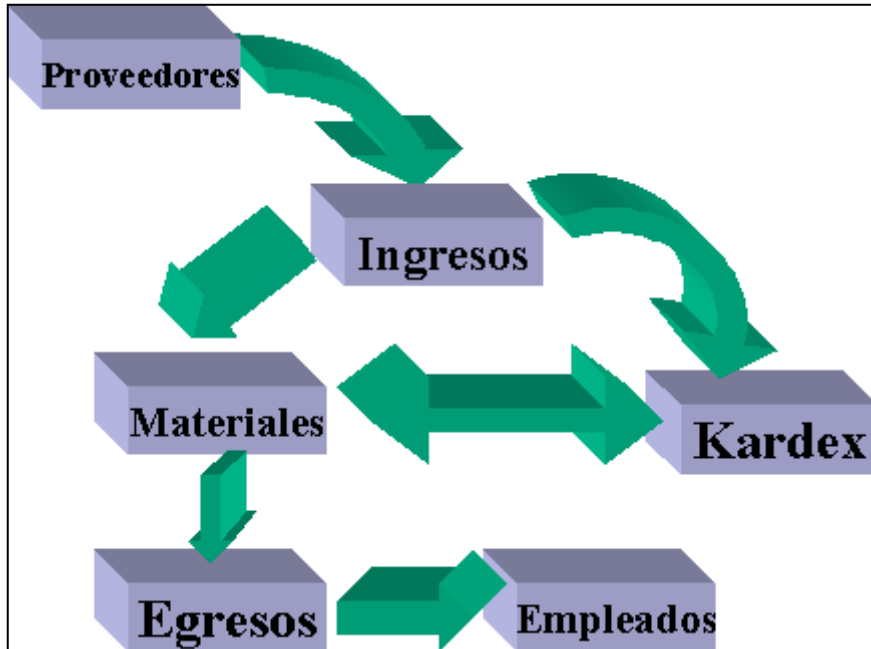 Proveedores
Ingresos
Materiales
Kardex
Egresos
Empleados